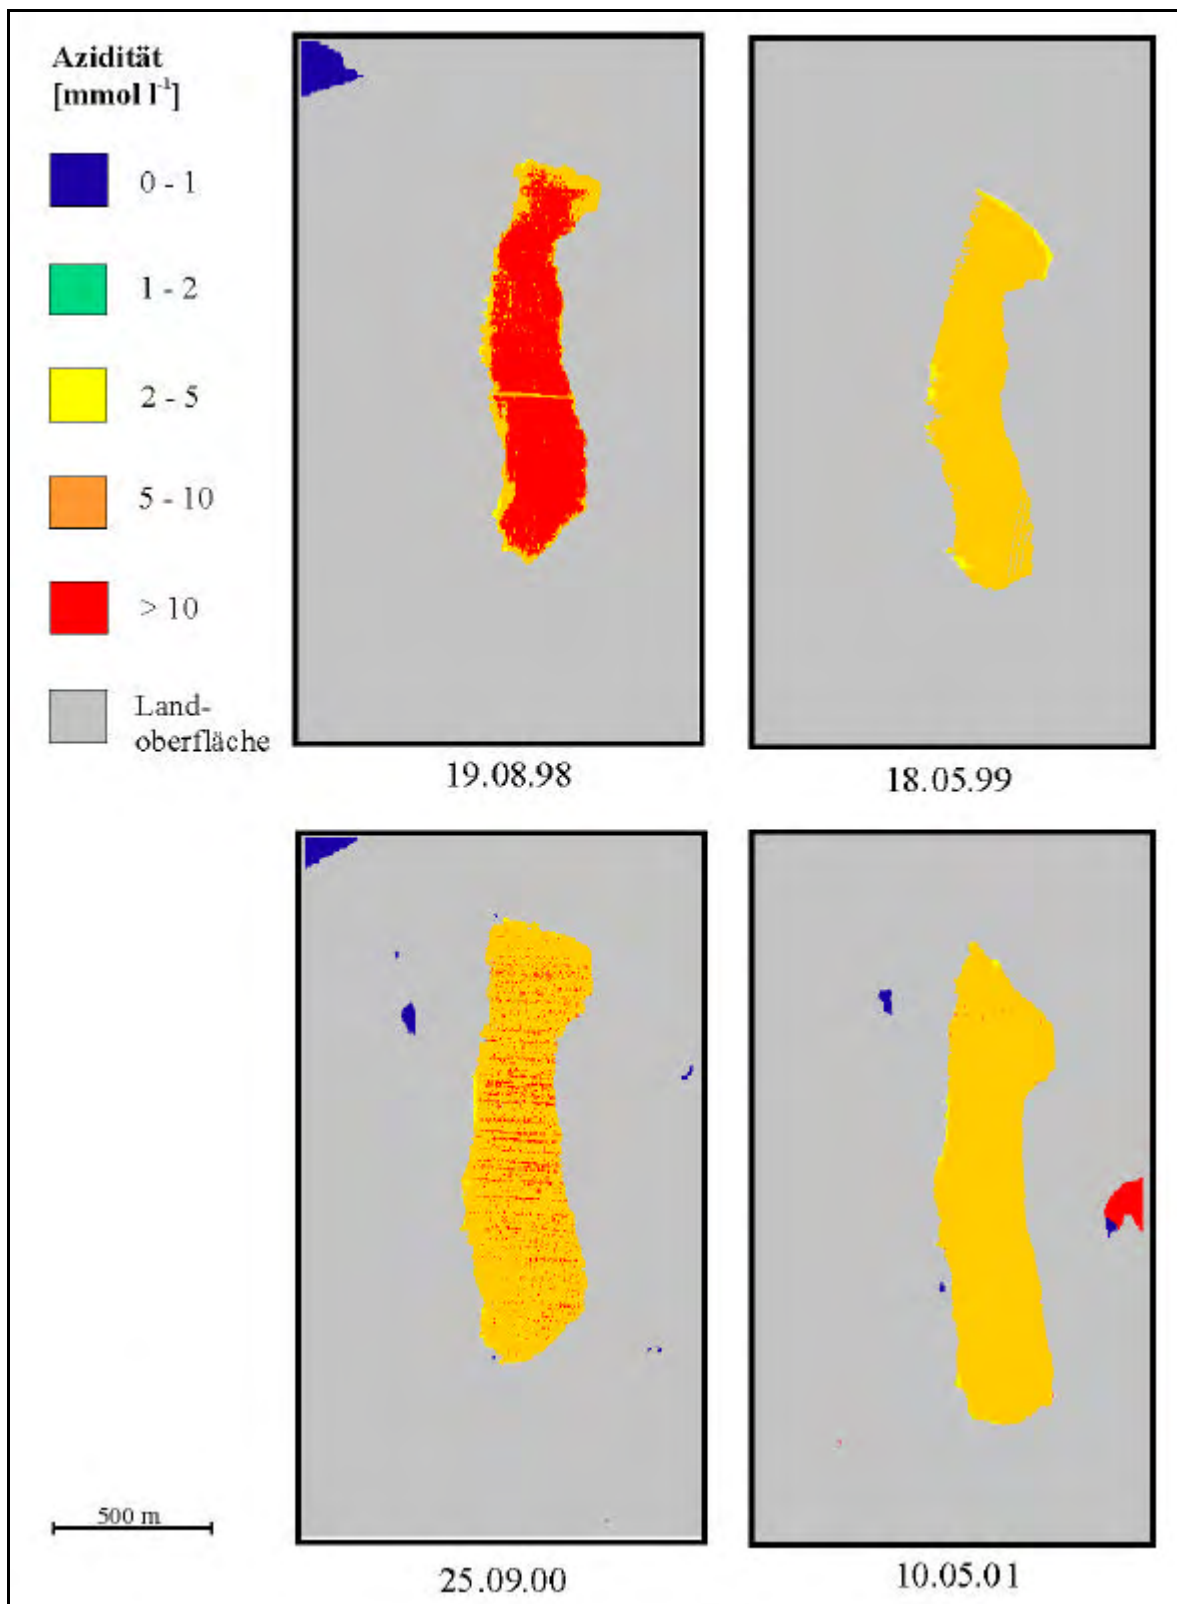 Azidität
[mmol l⁻¹]
0 - 1
1 - 2
2 - 5
5 - 10
> 10
Land-
oberfläche
19.08.98
18.05.99
500 m
25.09.00
10.05.01